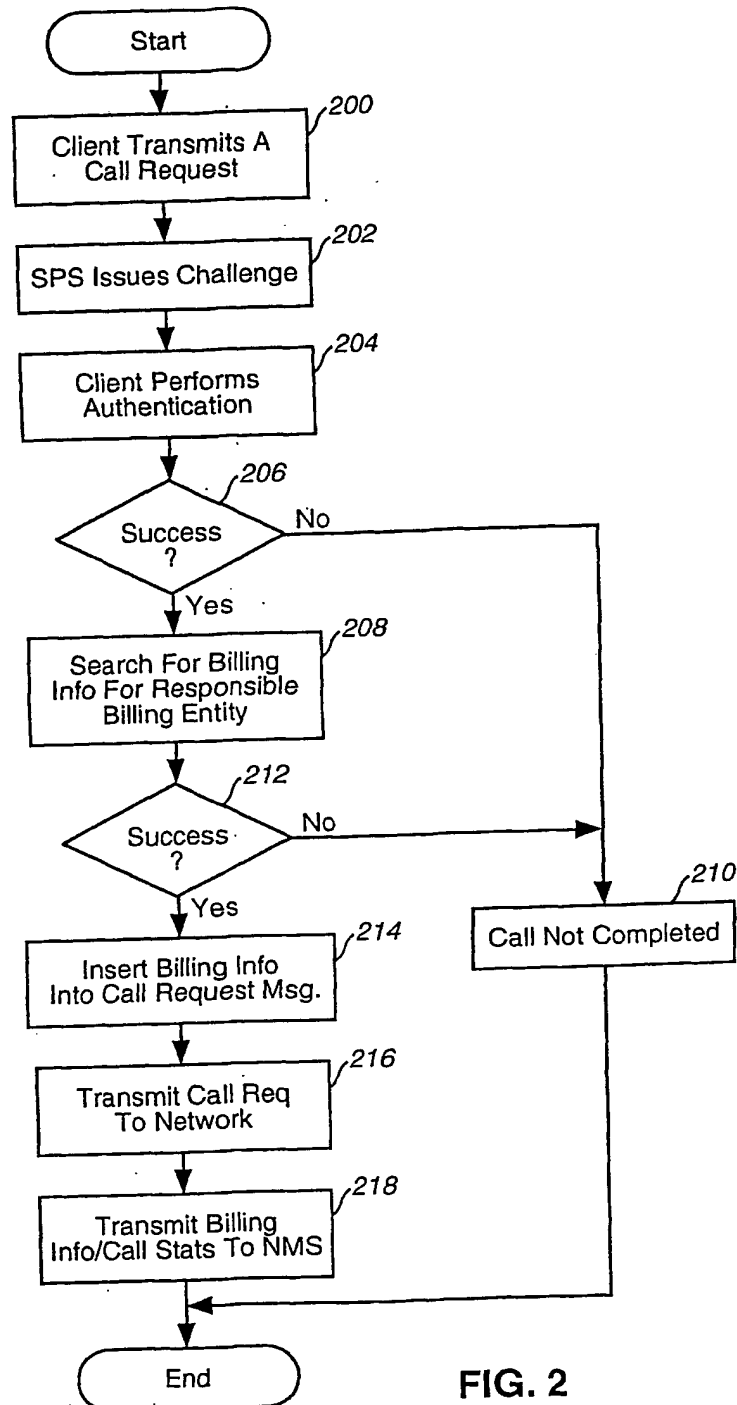 Start
200
Client Transmits A
Call Request
202
SPS Issues Challenge
204
Client Performs
Authentication
206
Success
?
No
Yes
208
Search For Billing
Info For Responsible
Billing Entity
212
Success
?
No
Yes
210
Call Not Completed
214
Insert Billing Info
Into Call Request Msg.
216
Transmit Call Req
To Network
218
Transmit Billing
Info/Call Stats To NMS
End
FIG. 2